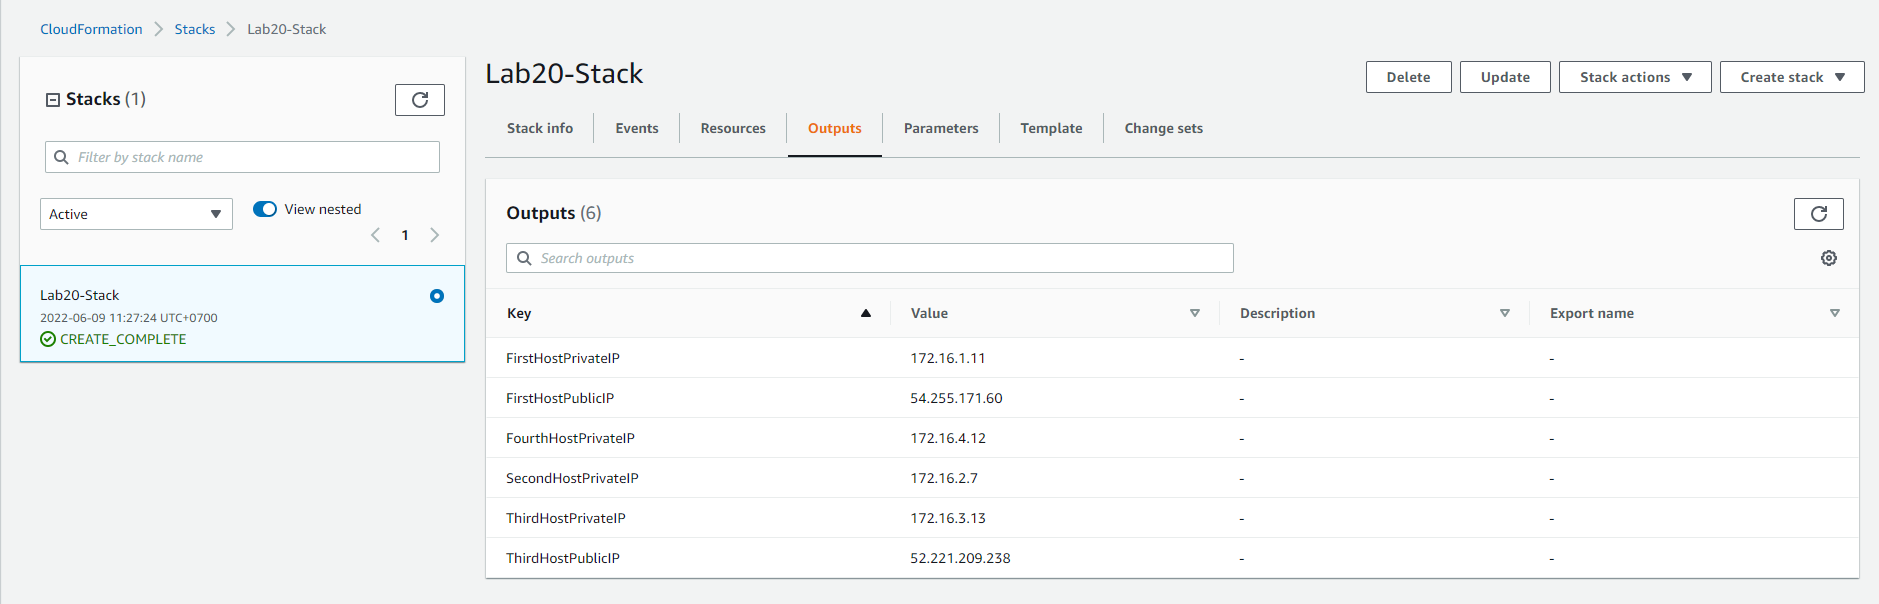 CloudFormation Stacks Lab20-Stack
Stacks (1)
Filter by stack name
Active
View nested
1
Lab20-Stack
2022-06-09 11:27:24 UTC+0700
CREATE_COMPLETE
Lab20-Stack
Delete Update Stack actions Create stack
Stack info Events Resources Outputs Parameters Template Change sets
Outputs (6)
Search outputs
Key Value Description Export name
FirstHostPrivateIP 172.16.1.11 - -
FirstHostPublicIP 54.255.171.60 - -
FourthHostPrivateIP 172.16.4.12 - -
SecondHostPrivateIP 172.16.2.7 - -
ThirdHostPrivateIP 172.16.3.13 - -
ThirdHostPublicIP 52.221.209.238 - -